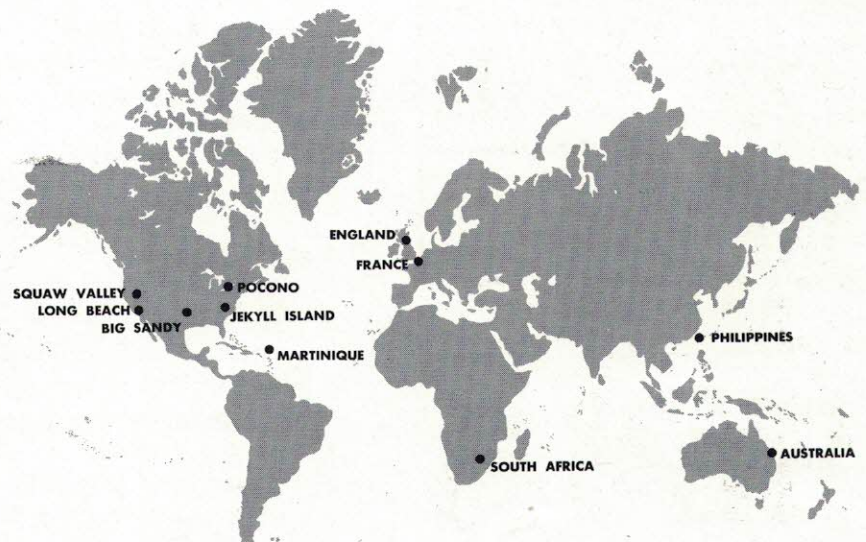 ENGLAND
FRANCE
POCONO
SQUAW VALLEY
LONG BEACH
JEKYLL ISLAND
BIG SANDY
PHILIPPINES
MARTINIQUE
AUSTRALIA
SOUTH AFRICA